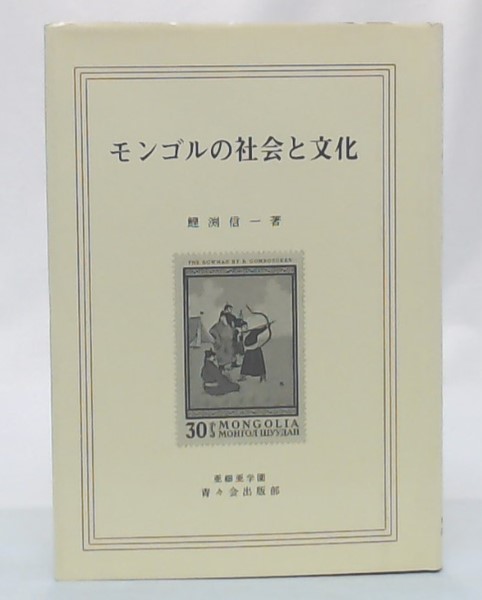 モンゴルの社会と文化
鯉渕信一著
THE BOWMAN BY B. GOMBOSUREN
30 MONGOLIA
МОНГОЛ ШУУДАН
亜細亜学園
青々会出版部